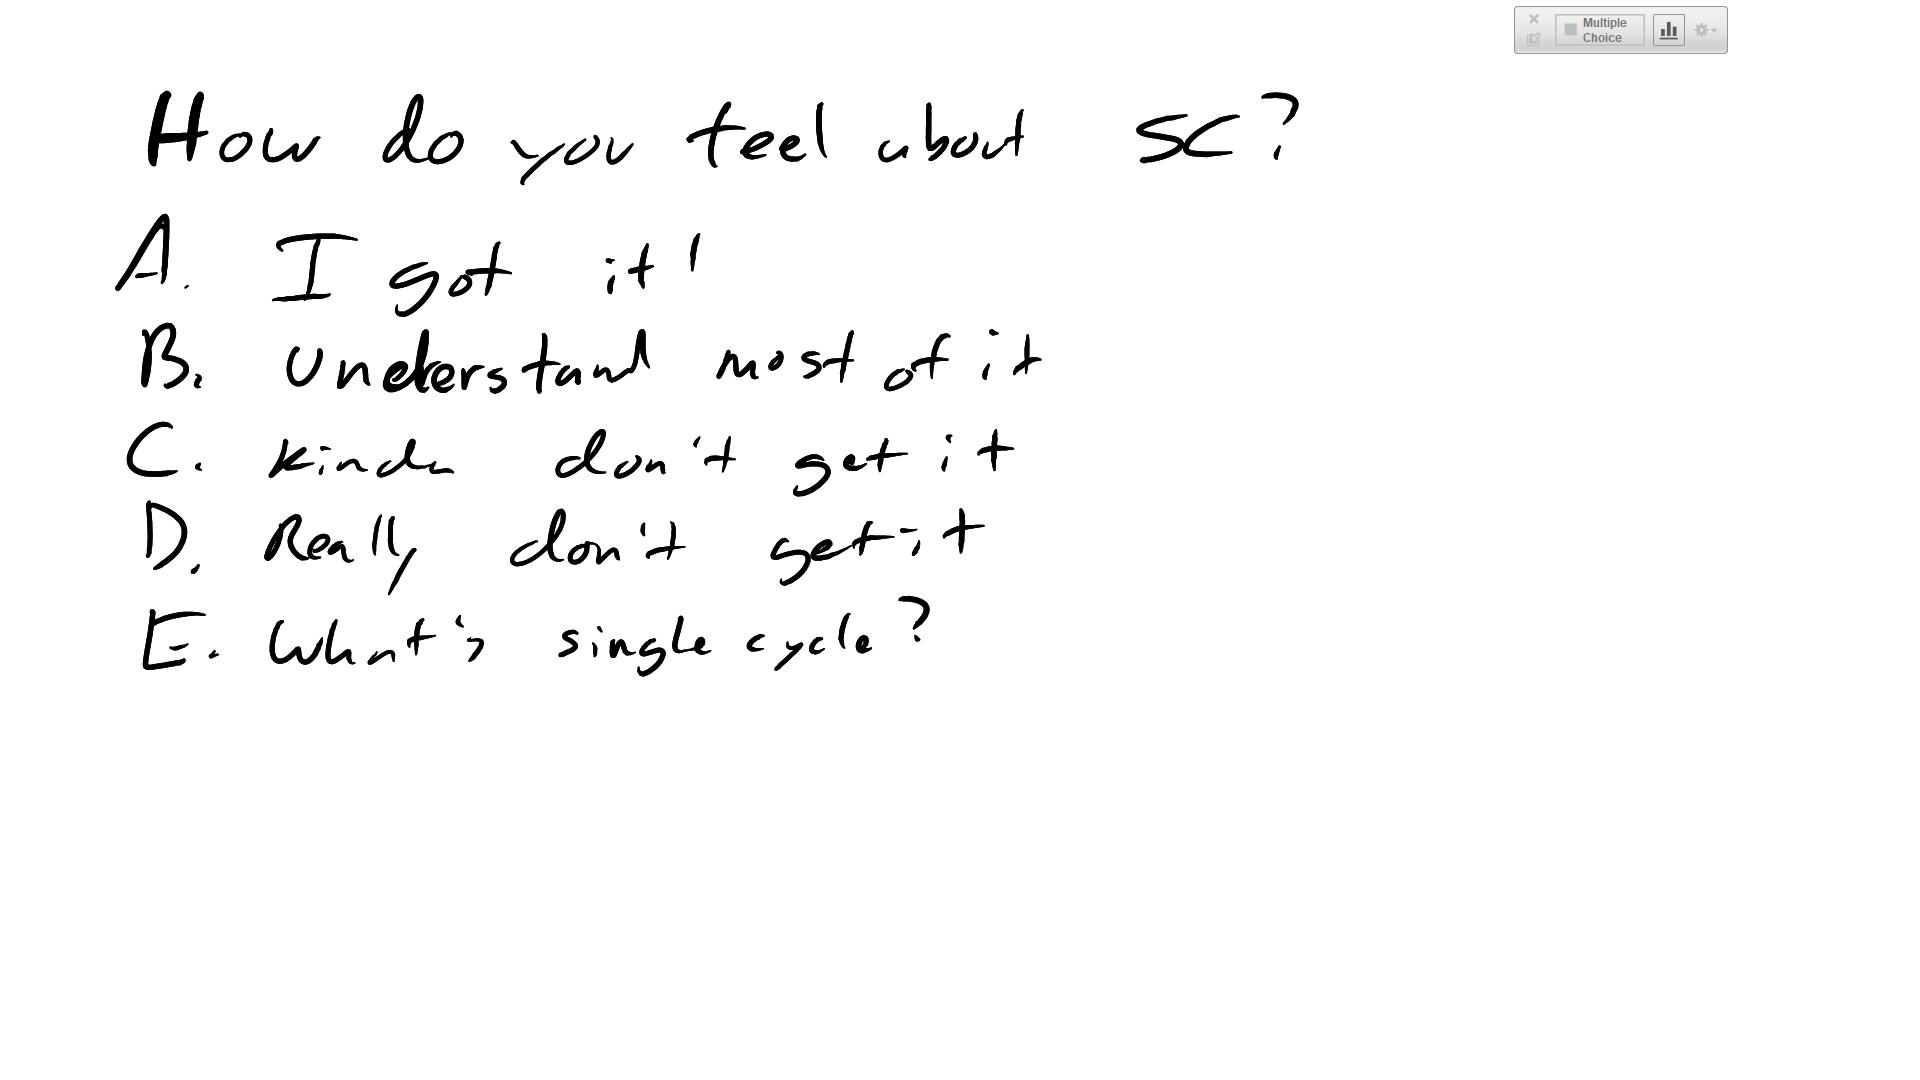 Multiple
Choice
How do you feel about SC?
A. I got it!
B. Understand most of it
C. Kinda don't get it
D. Really don't get it
E. What's single cycle?